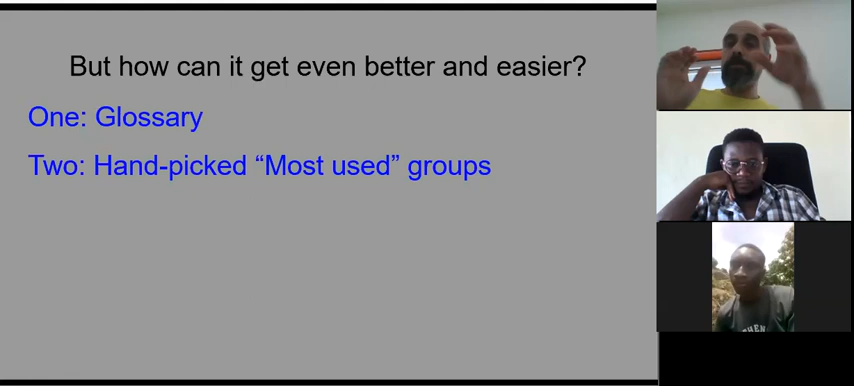 But how can it get even better and easier?
One: Glossary
Two: Hand-picked “Most used” groups